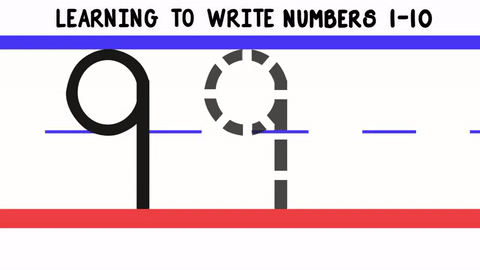 LEARNING TO WRITE NUMBERS 1-10
9 9